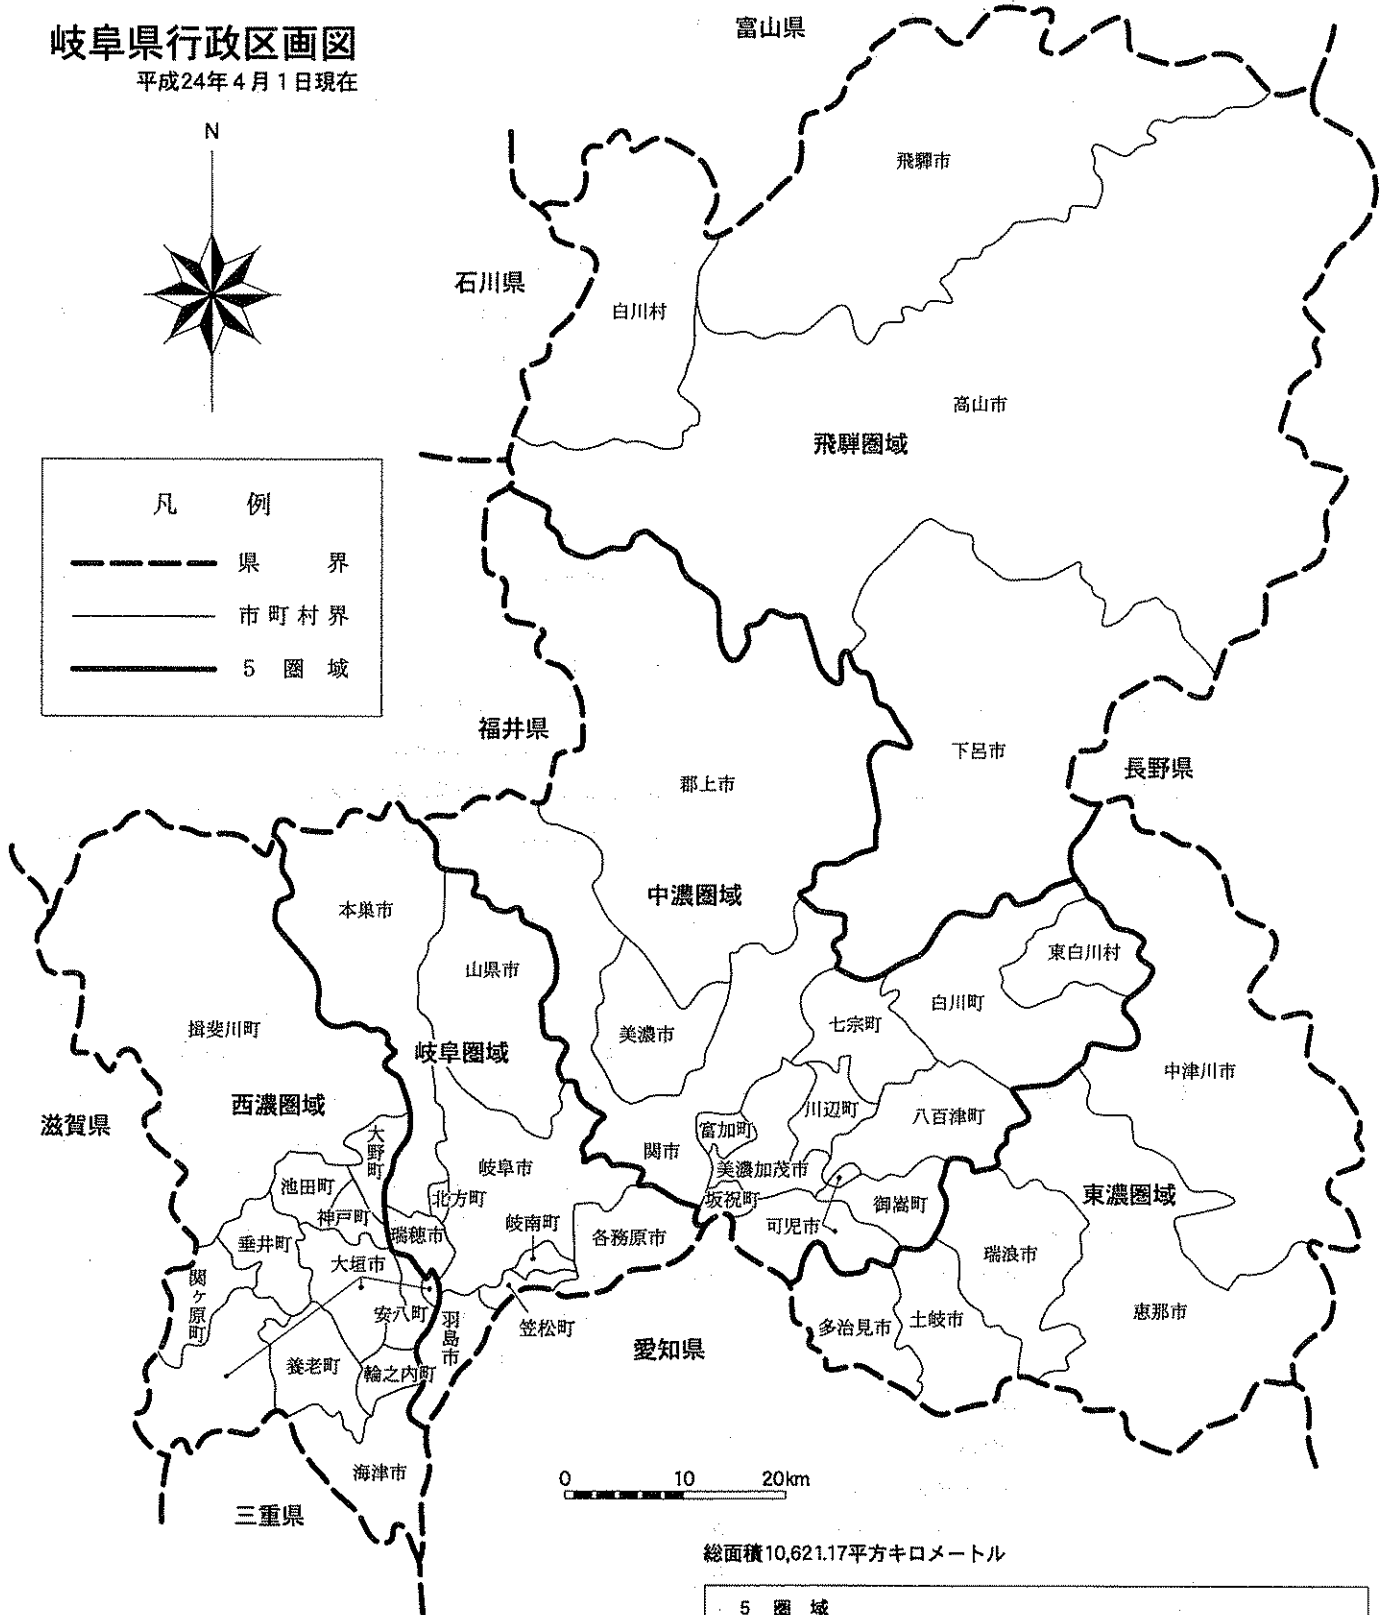 岐阜県行政区画図
平成24年4月1日現在
N
富山県
飛驒市
石川県
白川村
高山市
飛騨圏域
凡 例
県 界
市町村界
5 圏 域
福井県
下呂市
長野県
郡上市
中濃圏域
本巣市
山県市
東白川村
白川町
七宗町
美濃市
揖斐川町
岐阜圏域
中津川市
西濃圏域
滋賀県
大野町
川辺町
八百津町
富加町
関市
美濃加茂市
岐阜市
池田町
北方町
坂祝町
御嵩町
東濃圏域
神戸町
瑞穂市
岐南町
各務原市
可児市
垂井町
大垣市
瑞浪市
関ヶ原町
安八町
羽島市
笠松町
愛知県
多治見市
土岐市
恵那市
養老町
輪之内町
海津市
三重県
0 10 20km
総面積10,621.17平方キロメートル
5 圏 域